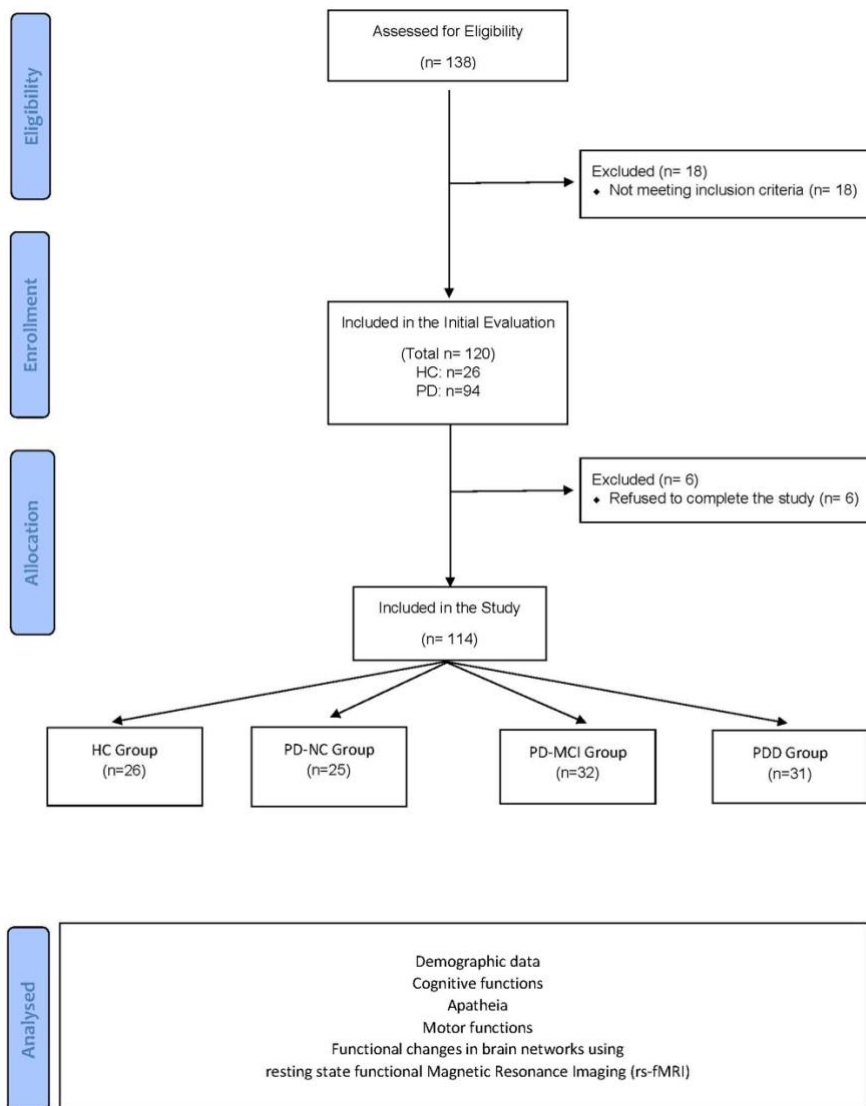 Eligibility
Assessed for Eligibility
(n= 138)
Excluded (n= 18)
⬥ Not meeting inclusion criteria (n= 18)
Enrollment
Included in the Initial Evaluation
(Total n= 120)
HC: n=26
PD: n=94
Allocation
Excluded (n= 6)
⬥ Refused to complete the study (n= 6)
Included in the Study
(n= 114)
HC Group
(n=26)
PD-NC Group
(n=25)
PD-MCI Group
(n=32)
PDD Group
(n=31)
Analysed
Demographic data
Cognitive functions
Apatheia
Motor functions
Functional changes in brain networks using
resting state functional Magnetic Resonance Imaging (rs-fMRI)